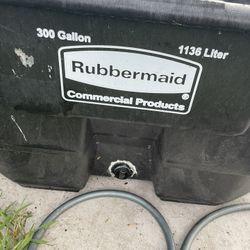 300 Gallon
1136 Liter
Rubbermaid
®
Commercial Products